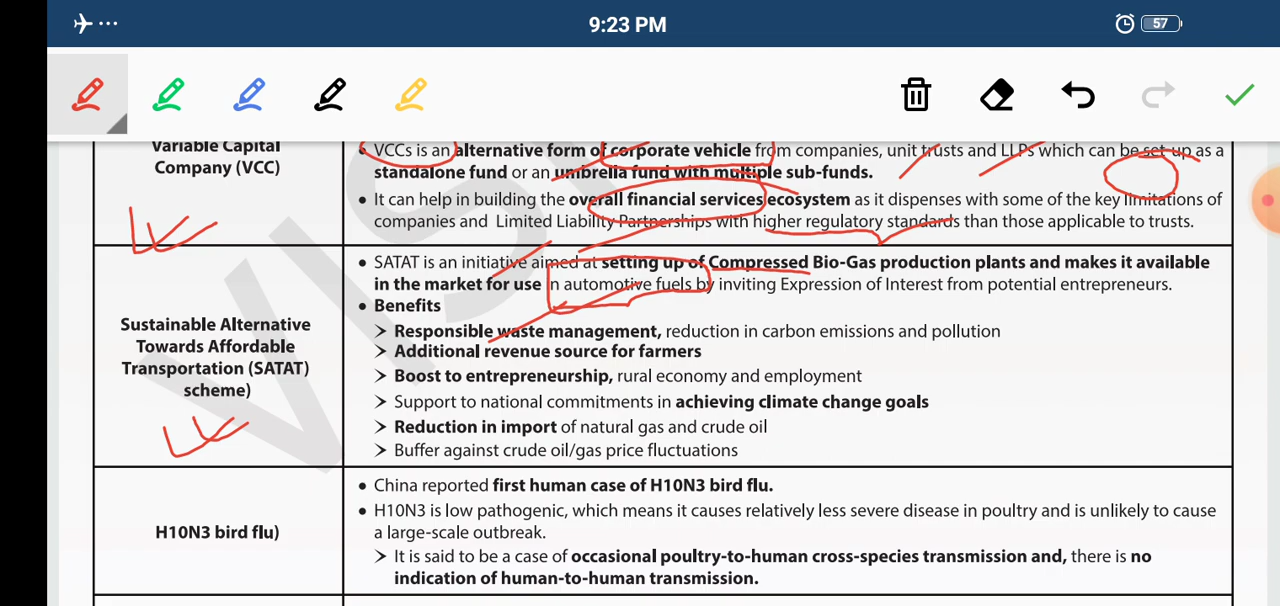 9:23 PM
57
Variable Capital
Company (VCC)
• VCCs is an alternative form of corporate vehicle from companies, unit trusts and LLPs which can be set-up as a
standalone fund or an umbrella fund with multiple sub-funds.
• It can help in building the overall financial services ecosystem as it dispenses with some of the key limitations of
companies and Limited Liability Partnerships with higher regulatory standards than those applicable to trusts.
Sustainable Alternative
Towards Affordable
Transportation (SATAT)
scheme)
• SATAT is an initiative aimed at setting up of Compressed Bio-Gas production plants and makes it available
in the market for use in automotive fuels by inviting Expression of Interest from potential entrepreneurs.
• Benefits
➤ Responsible waste management, reduction in carbon emissions and pollution
➤ Additional revenue source for farmers
➤ Boost to entrepreneurship, rural economy and employment
➤ Support to national commitments in achieving climate change goals
➤ Reduction in import of natural gas and crude oil
➤ Buffer against crude oil/gas price fluctuations
H10N3 bird flu)
• China reported first human case of H10N3 bird flu.
• H10N3 is low pathogenic, which means it causes relatively less severe disease in poultry and is unlikely to cause
a large-scale outbreak.
➤ It is said to be a case of occasional poultry-to-human cross-species transmission and, there is no
indication of human-to-human transmission.